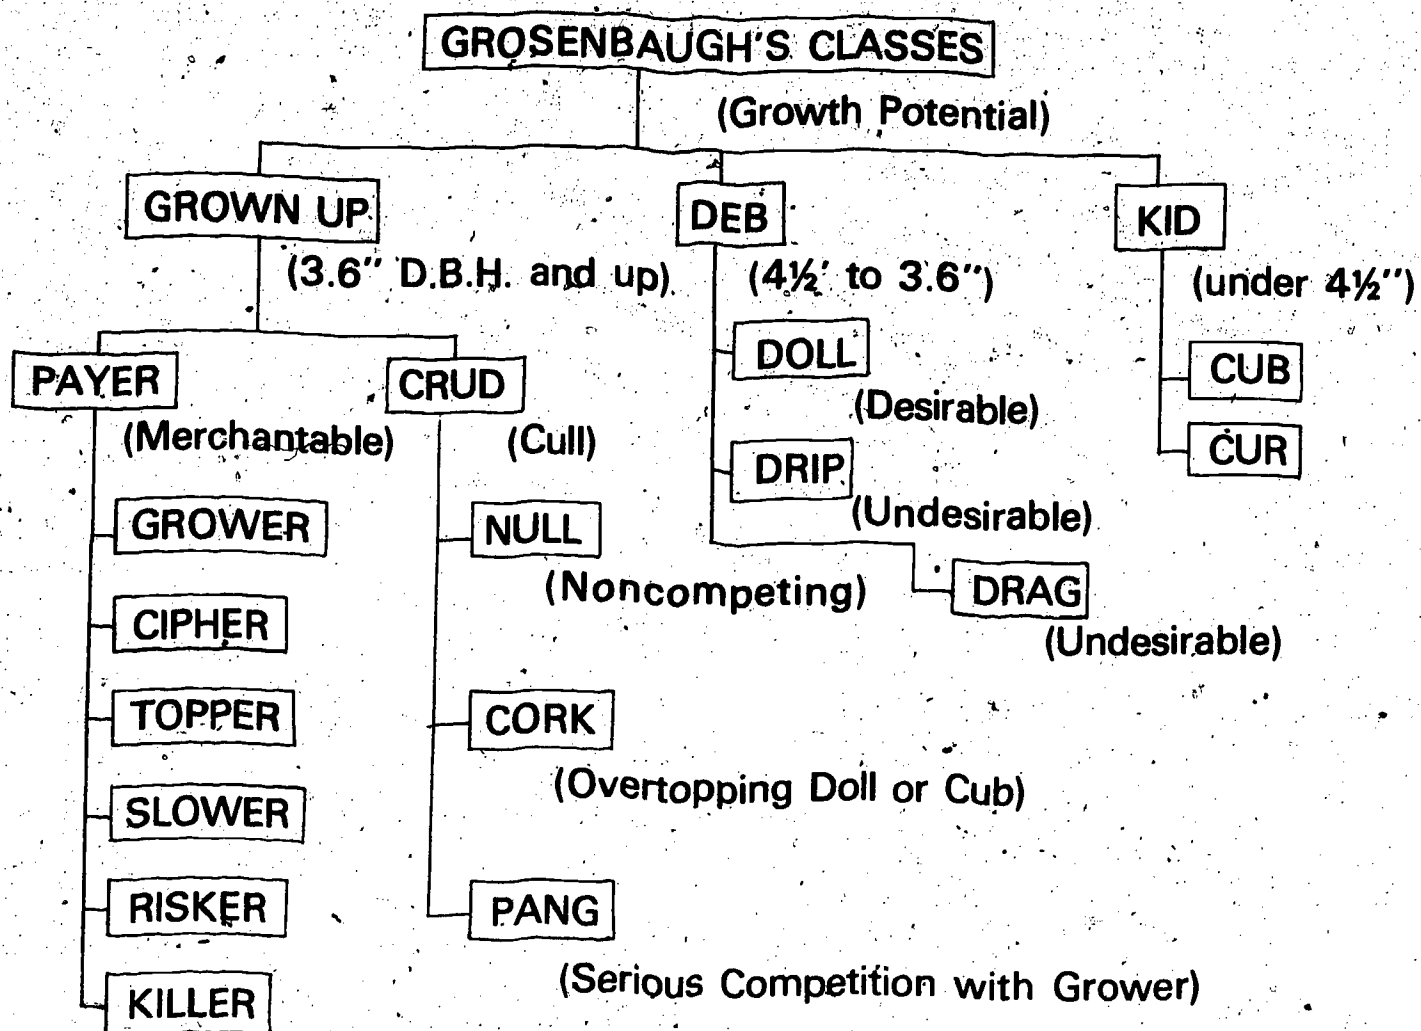 GROSENBAUGH'S CLASSES
(Growth Potential)
GROWN UP
(3.6" D.B.H. and up)
DEB
(4½' to 3.6")
KID
(under 4½")
PAYER
(Merchantable)
GROWER
CIPHER
TOPPER
SLOWER
RISKER
KILLER
CRUD
(Cull)
NULL
(Noncompeting)
CORK
(Overtopping Doll or Cub)
PANG
(Serious Competition with Grower)
DOLL
(Desirable)
DRIP
(Undesirable)
DRAG
(Undesirable)
CUB
CUR